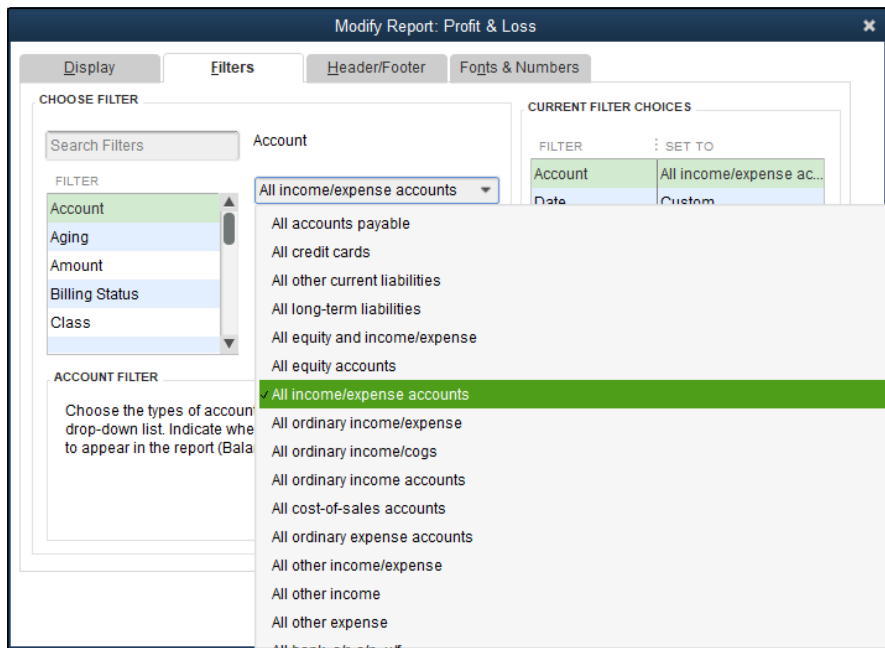 Modify Report: Profit & Loss
Display Filters Header/Footer Fonts & Numbers
CHOOSE FILTER
Search Filters
Account
FILTER
All income/expense accounts
Account
Aging
Amount
Billing Status
Class
CURRENT FILTER CHOICES
FILTER SET TO
Account All income/expense ac...
Date Custom
All accounts payable
All credit cards
All other current liabilities
All long-term liabilities
All equity and income/expense
All equity accounts
All income/expense accounts
All ordinary income/expense
All ordinary income/cogs
All ordinary income accounts
All cost-of-sales accounts
All ordinary expense accounts
All other income/expense
All other income
All other expense
ACCOUNT FILTER
Choose the types of accoun
drop-down list. Indicate whe
to appear in the report (Bala